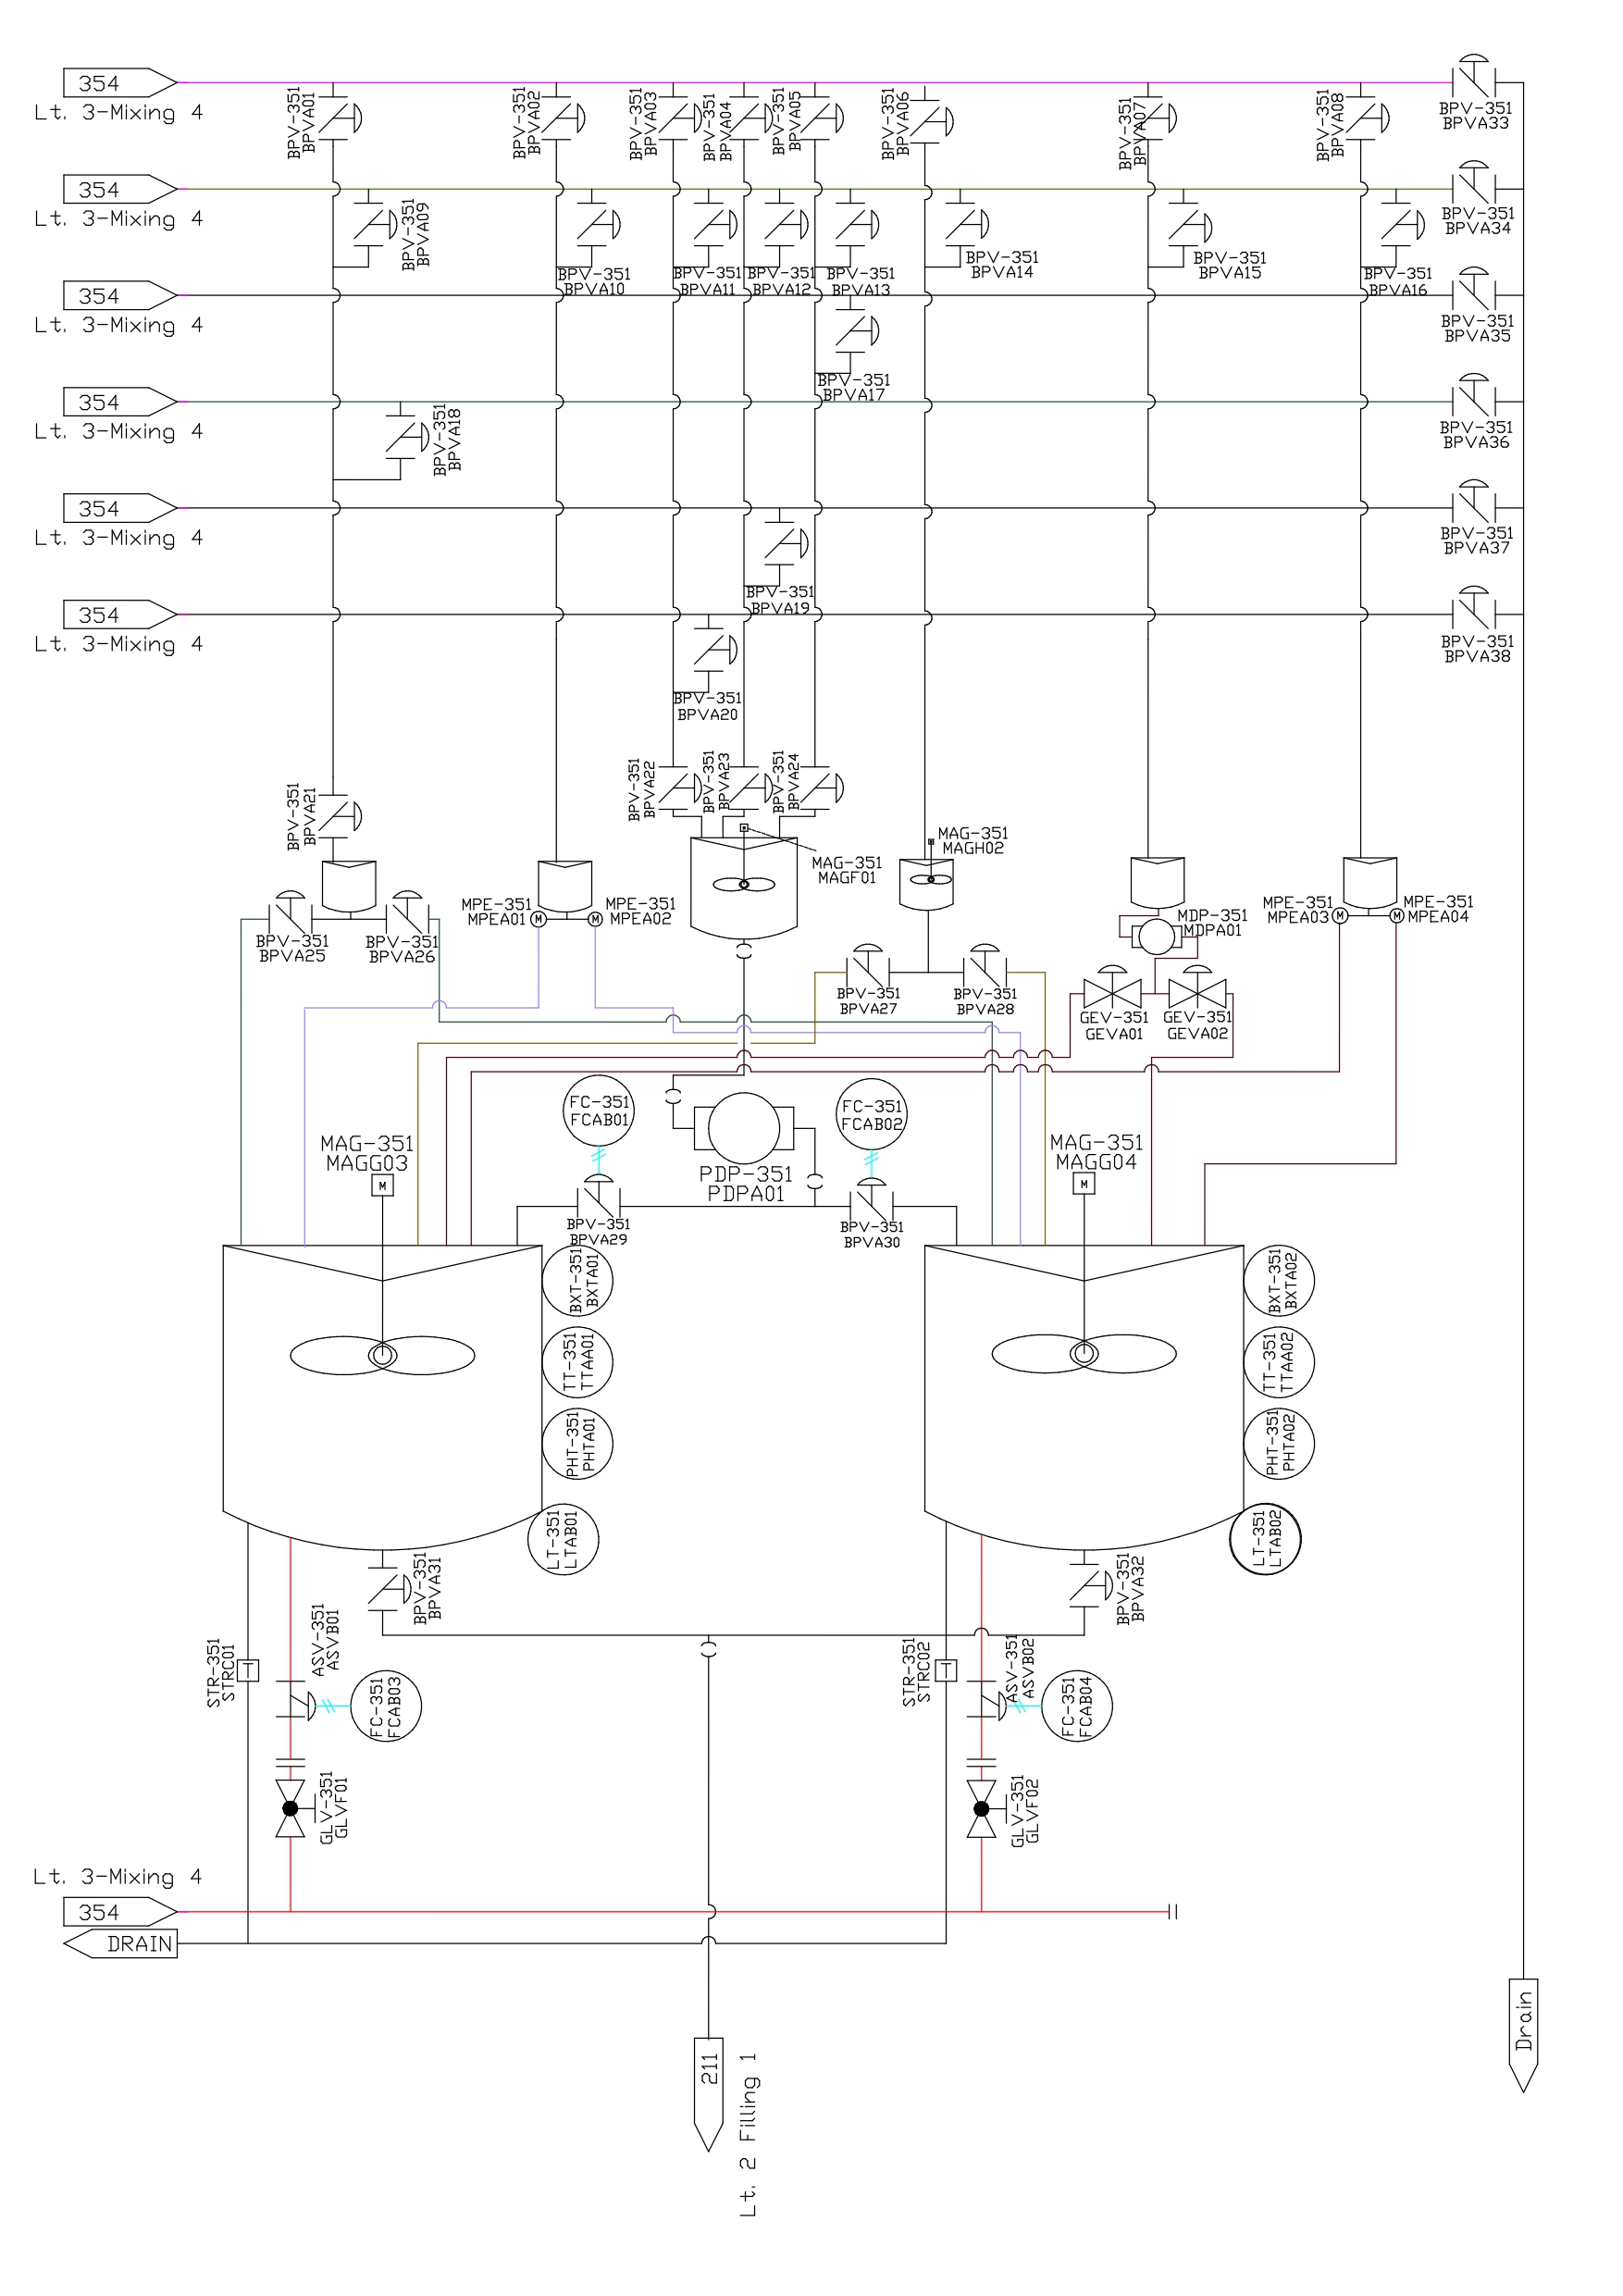 354
Lt. 3-Mixing 4
BPV-351
BPVA01
BPV-351
BPVA02
BPV-351
BPVA03
BPV-351
BPVA04
BPV-351
BPVA05
BPV-351
BPVA06
BPV-351
BPVA07
BPV-351
BPVA08
BPV-351
BPVA33
354
Lt. 3-Mixing 4
BPV-351
BPVA09
BPV-351
BPVA10
BPV-351
BPVA11
BPV-351
BPVA12
BPV-351
BPVA13
BPV-351
BPVA14
BPV-351
BPVA15
BPV-351
BPVA16
BPV-351
BPVA34
354
Lt. 3-Mixing 4
BPV-351
BPVA17
BPV-351
BPVA35
354
Lt. 3-Mixing 4
BPV-351
BPVA18
BPV-351
BPVA36
354
Lt. 3-Mixing 4
BPV-351
BPVA19
BPV-351
BPVA37
354
Lt. 3-Mixing 4
BPV-351
BPVA20
BPV-351
BPVA38
BPV-351
BPVA21
BPV-351
BPVA22
BPV-351
BPVA23
BPV-351
BPVA24
MAG-351
MAGF01
MAG-351
MAGH02
BPV-351
BPVA25
BPV-351
BPVA26
MPE-351
MPEA01
M
M
MPE-351
MPEA02
MDP-351
MDPA01
MPE-351
MPEA03
M
M
MPE-351
MPEA04
BPV-351
BPVA27
BPV-351
BPVA28
GEV-351
GEVA01
GEV-351
GEVA02
FC-351
FCAB01
FC-351
FCAB02
PDP-351
PDPA01
MAG-351
MAGG03
M
MAG-351
MAGG04
M
BPV-351
BPVA29
BPV-351
BPVA30
BXT-351
BXTA01
TT-351
TTAA01
PHT-351
PHTA01
LT-351
LTAB01
BXT-351
BXTA02
TT-351
TTAA02
PHT-351
PHTA02
LT-351
LTAB02
BPV-351
BPVA31
BPV-351
BPVA32
STR-351
STRC01
T
ASV-351
ASVB01
FC-351
FCAB03
STR-351
STRC02
T
ASV-351
ASVB02
FC-351
FCAB04
GLV-351
GLVF01
GLV-351
GLVF02
Lt. 3-Mixing 4
354
DRAIN
211
Lt. 2 Filling 1
Drain